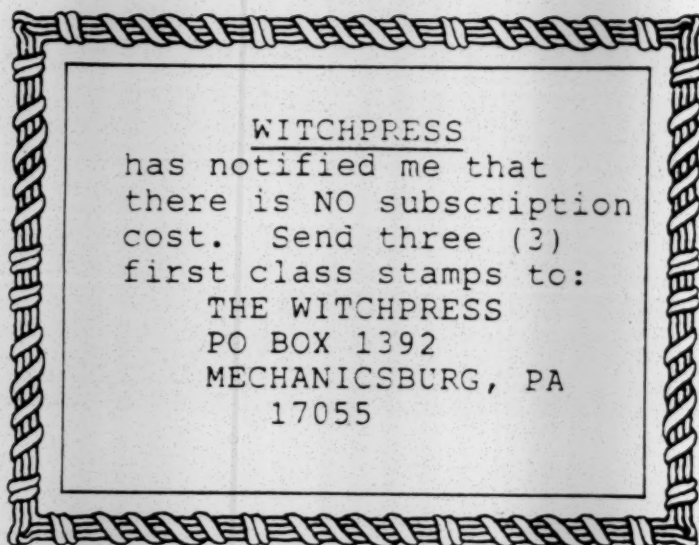 WITCHPRESS
has notified me that
there is NO subscription
cost. Send three (3)
first class stamps to:
THE WITCHPRESS
PO BOX 1392
MECHANICSBURG, PA
17055